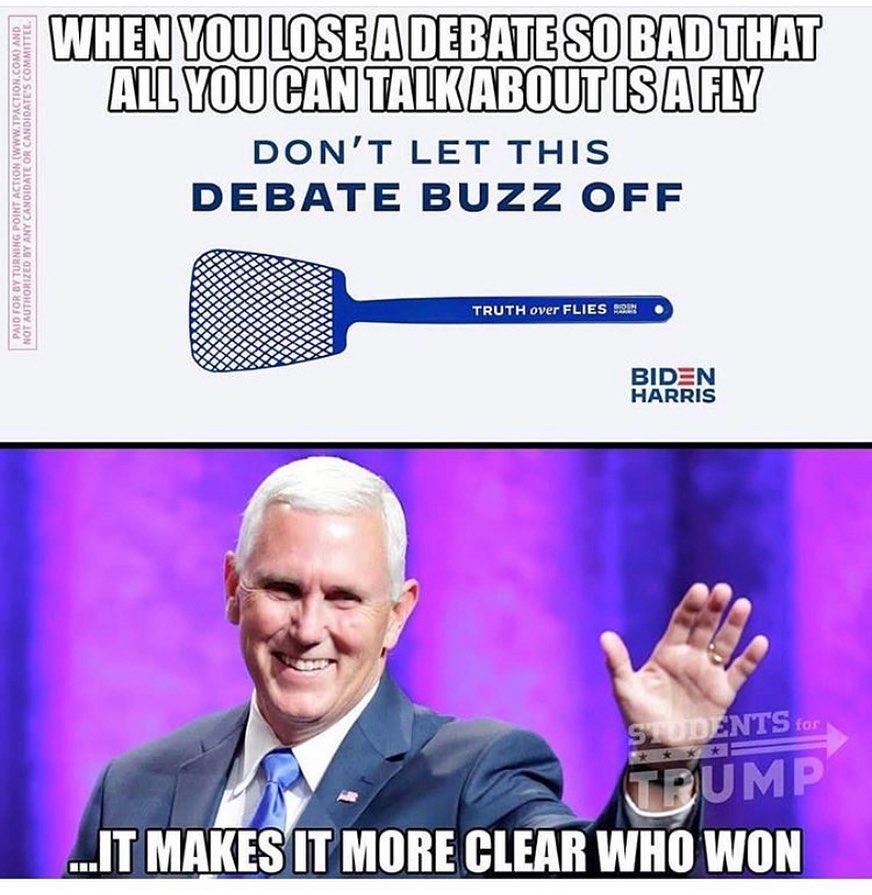 PAID FOR BY TURNING POINT ACTION (WWW.TPACTION.COM) AND
NOT AUTHORIZED BY ANY CANDIDATE OR CANDIDATE'S COMMITTEE.
WHEN YOU LOSE A DEBATE SO BAD THAT
ALL YOU CAN TALK ABOUT IS A FLY
DON'T LET THIS
DEBATE BUZZ OFF
TRUTH over FLIES BIDEN
HARRIS
BIDEN
HARRIS
STUDENTS for
TRUMP
...IT MAKES IT MORE CLEAR WHO WON